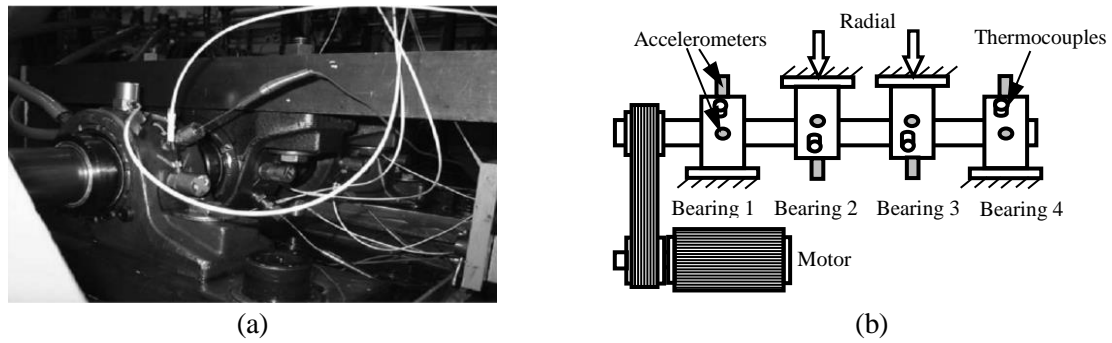 Radial
Accelerometers
Thermocouples
Bearing 1
Bearing 2
Bearing 3
Bearing 4
Motor
(a)
(b)